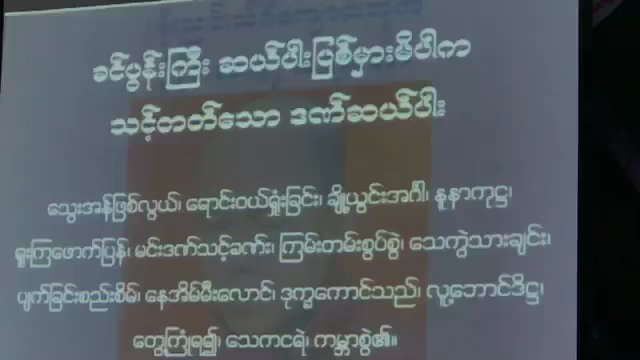 ခင်ပွန်းကြီး ဆယ်ပါးပြစ်မှားမိပါက
သင့်တတ်သော ဒဏ်ဆယ်ပါး
သွေးအန်ဖြစ်လွယ်၊ ရောင်းဝယ်ရှုံးခြင်း၊ ချို့ယွင်းအင်္ဂါ၊ နူနာကုဋ္ဌ၊
ရူးကြဖောက်ပြန်၊ မင်းဒဏ်သင့်ခဏ်း၊ ကြမ်းတမ်းစွပ်စွဲ၊ သေကွဲသားချင်း၊
ပျက်ခြင်းစည်းစိမ်၊ နေအိမ်မီးလောင်၊ ဒုက္ခကောင်သည်၊ လူ့ဘောင်ဒိဋ္ဌ၊
တွေ့ကြုံရ၍၊ သေကငရဲ၊ ကမ္ဘာစွဲ၏။